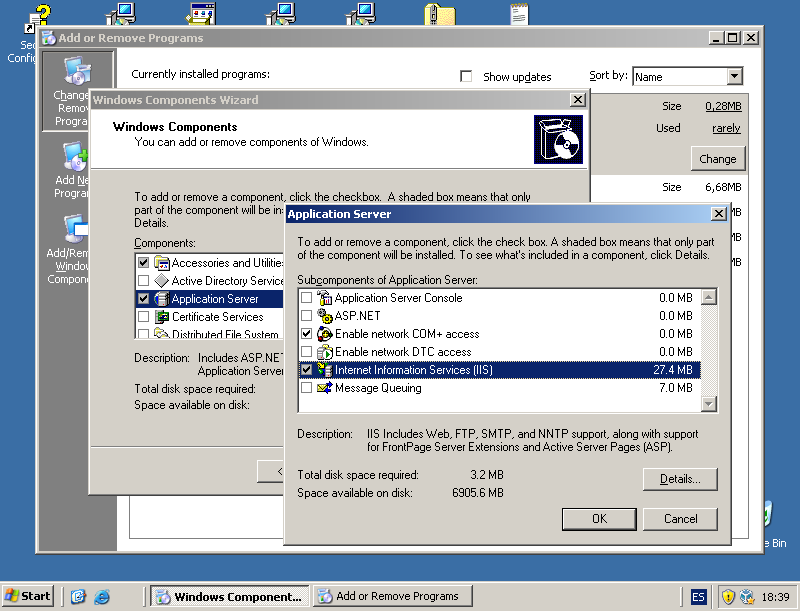 Add or Remove Programs
Currently installed programs:
Show updates
Sort by:
Name
Change
Remov
Progra
Add Ne
Program
Add/Rem
Windo
Compone
Size
0,28MB
Used
rarely
Change
Size
6,68MB
Windows Components Wizard
Windows Components
You can add or remove components of Windows.
To add or remove a component, click the checkbox. A shaded box means that only
part of the component will be in
Details.
Components:
Accessories and Utilitie
Active Directory Service
Application Server
Certificate Services
Distributed File System
Description: Includes ASP.NET
Application Server
Total disk space required:
Space available on disk:
Application Server
To add or remove a component, click the check box. A shaded box means that only part
of the component will be installed. To see what's included in a component, click Details.
Subcomponents of Application Server:
Application Server Console 0.0 MB
ASP.NET 0.0 MB
Enable network COM+ access 0.0 MB
Enable network DTC access 0.0 MB
Internet Information Services (IIS) 27.4 MB
Message Queuing 7.0 MB
Description: IIS Includes Web, FTP, SMTP, and NNTP support, along with support
for FrontPage Server Extensions and Active Server Pages (ASP).
Total disk space required: 3.2 MB
Space available on disk: 6905.6 MB
Details...
OK
Cancel
e Bin
Start
Windows Component...
Add or Remove Programs
ES
18:39